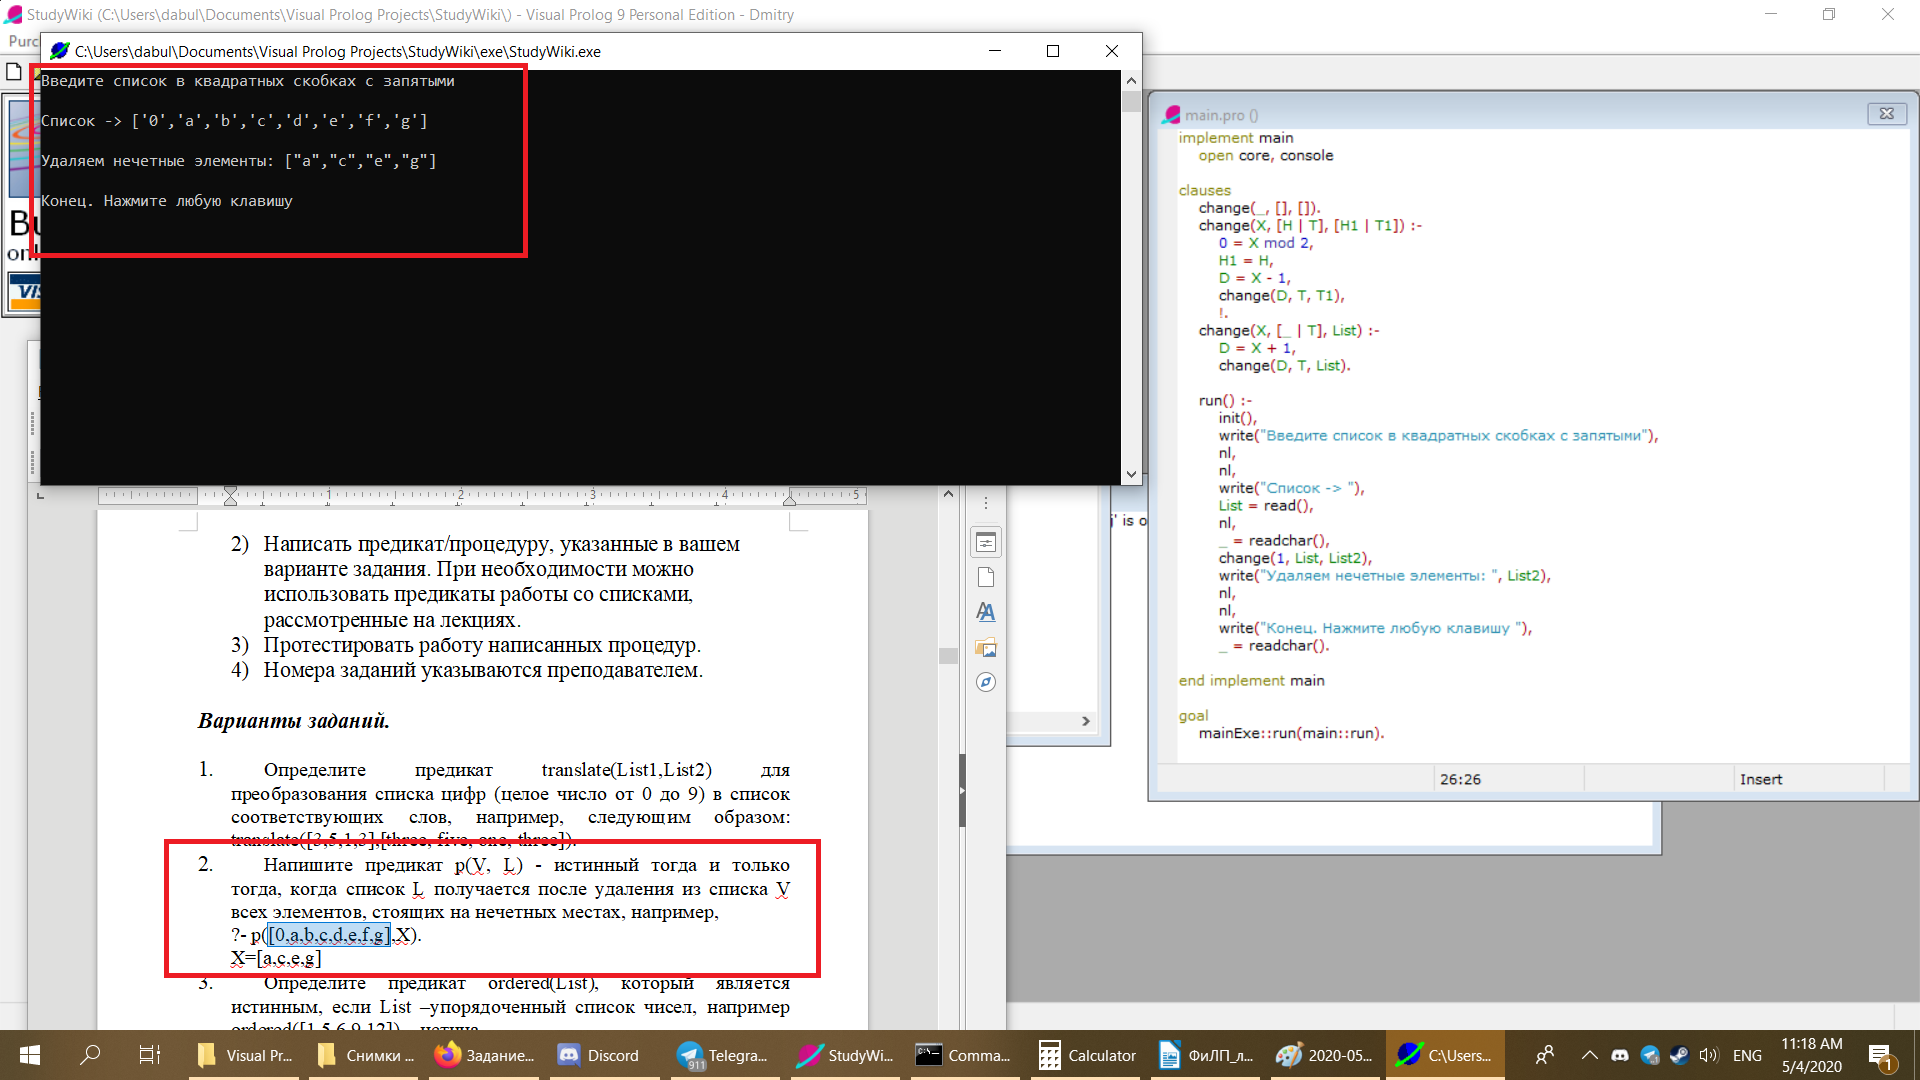 StudyWiki (C:\Users\dabul\Documents\Visual Prolog Projects\StudyWiki\) - Visual Prolog 9 Personal Edition - Dmitry
C:\Users\dabul\Documents\Visual Prolog Projects\StudyWiki\exe\StudyWiki.exe
Введите список в квадратных скобках с запятыми
Список -> ['0','a','b','c','d','e','f','g']
Удаляем нечетные элементы: ["a","c","e","g"]
Конец. Нажмите любую клавишу
main.pro ()
implement main
open core, console
clauses
change(_, [], []).
change(X, [H | T], [H1 | T1]) :-
0 = X mod 2,
H1 = H,
D = X - 1,
change(D, T, T1),
!.
change(X, [_ | T], List) :-
D = X + 1,
change(D, T, List).
run() :-
init(),
write("Введите список в квадратных скобках с запятыми"),
nl,
nl,
write("Список -> "),
List = read(),
nl,
_ = readchar(),
change(1, List, List2),
write("Удаляем нечетные элементы: ", List2),
nl,
nl,
write("Конец. Нажмите любую клавишу "),
_ = readchar().
end implement main
goal
mainExe::run(main::run).
26:26
Insert
1 2 3 4 5
2) Написать предикат/процедуру, указанные в вашем
варианте задания. При необходимости можно
использовать предикаты работы со списками,
рассмотренные на лекциях.
3) Протестировать работу написанных процедур.
4) Номера заданий указываются преподавателем.
Варианты заданий.
1. Определите предикат translate(List1,List2) для
преобразования списка цифр (целое число от 0 до 9) в список
соответствующих слов, например, следующим образом:
translate([3,5,1,3],[three, five, one, three]).
2. Напишите предикат p(V, L) - истинный тогда и только
тогда, когда список L получается после удаления из списка V
всех элементов, стоящих на нечетных местах, например,
?- p([0,a,b,c,d,e,f,g],X).
X=[a,c,e,g]
3. Определите предикат ordered(List), который является
истинным, если List –упорядоченный список чисел, например
ordered([1,5,6,9,12]) – истина
Visual Pr...
Снимки ...
Задание...
Discord
911
Telegra...
StudyWi...
Comma...
Calculator
ФиЛП_л...
2020-05...
C:\Users...
ENG
11:18 AM
5/4/2020
1